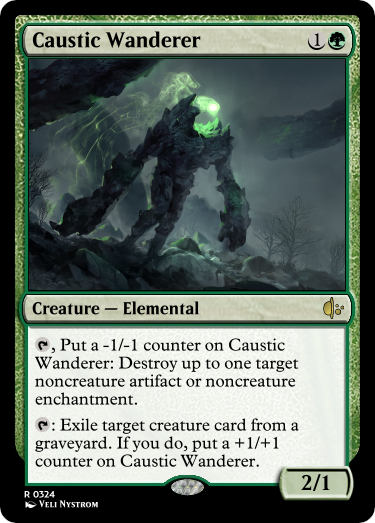 Caustic Wanderer 1
Creature — Elemental
, Put a -1/-1 counter on Caustic
Wanderer: Destroy up to one target
noncreature artifact or noncreature
enchantment.
: Exile target creature card from a
graveyard. If you do, put a +1/+1
counter on Caustic Wanderer.
2/1
R 0324
Veli Nystrom